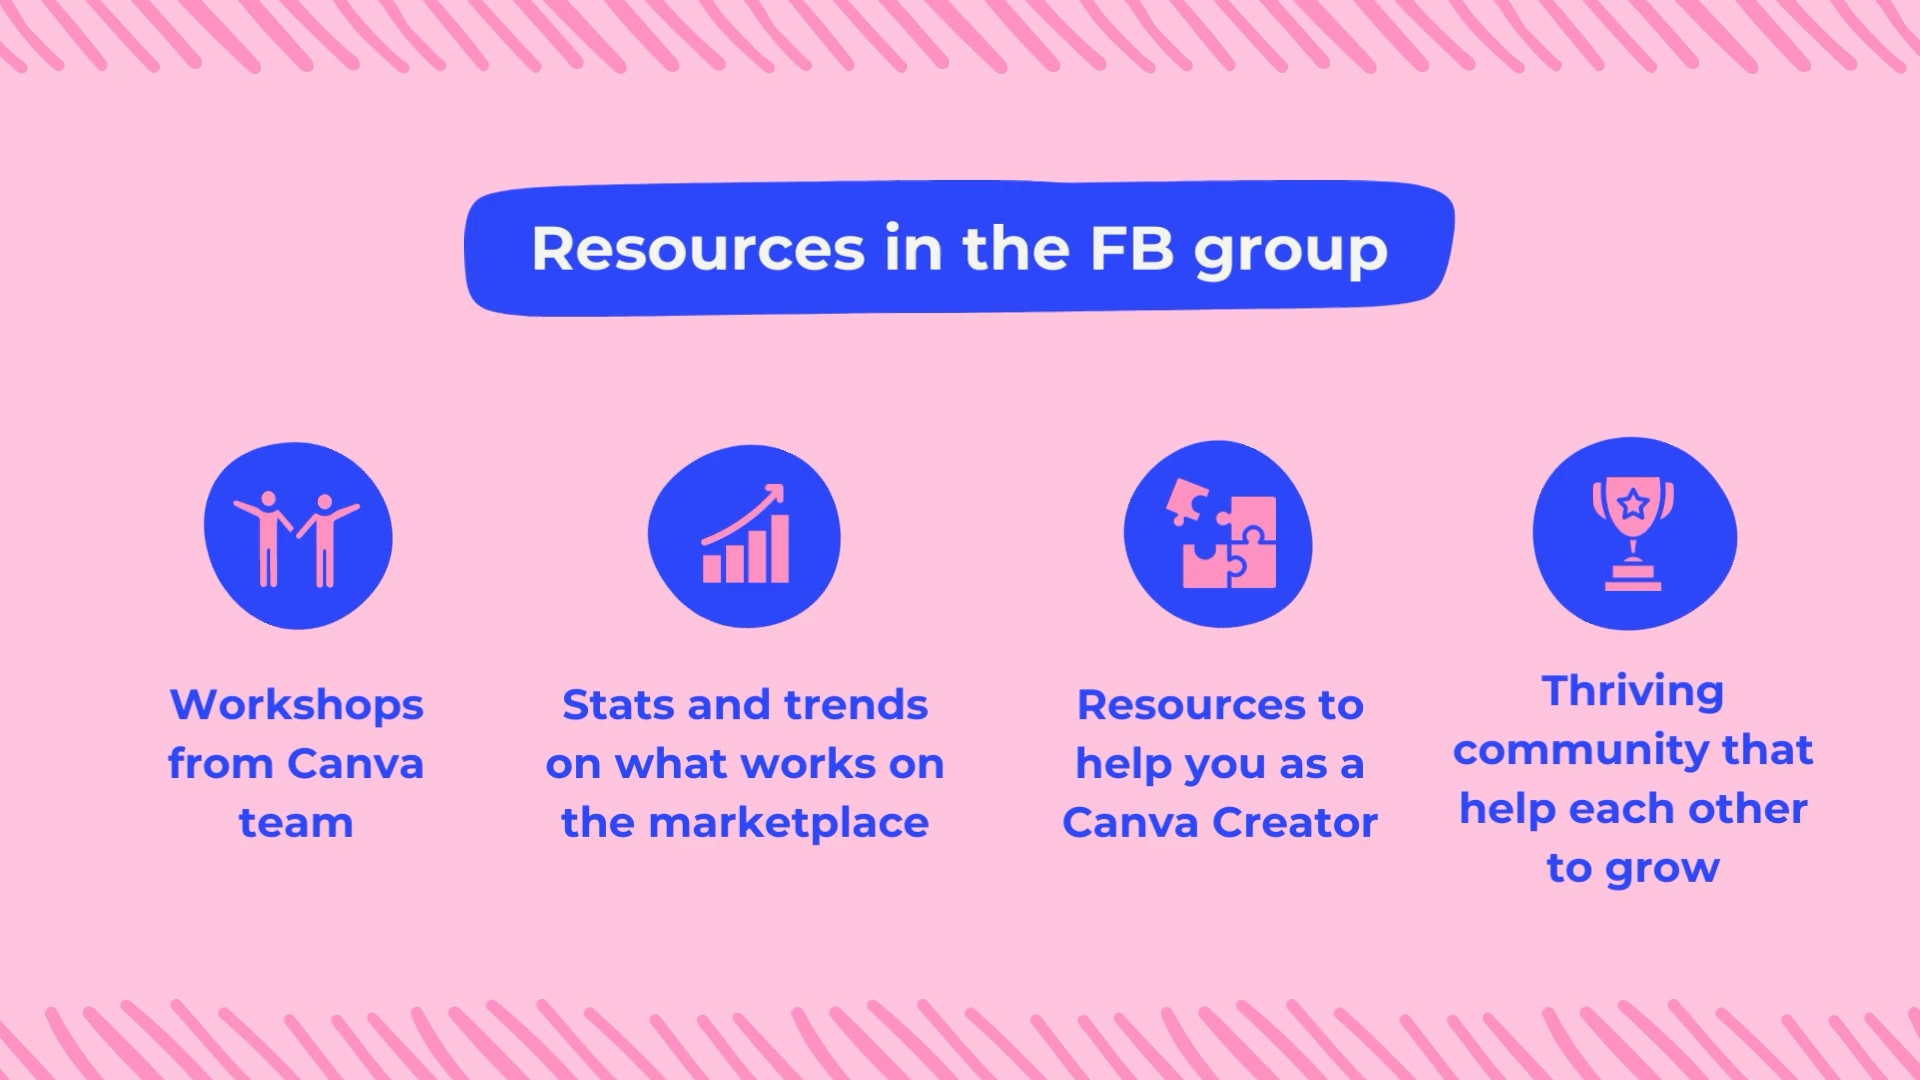 Resources in the FB group
Workshops
from Canva
team
Stats and trends
on what works on
the marketplace
Resources to
help you as a
Canva Creator
Thriving
community that
help each other
to grow